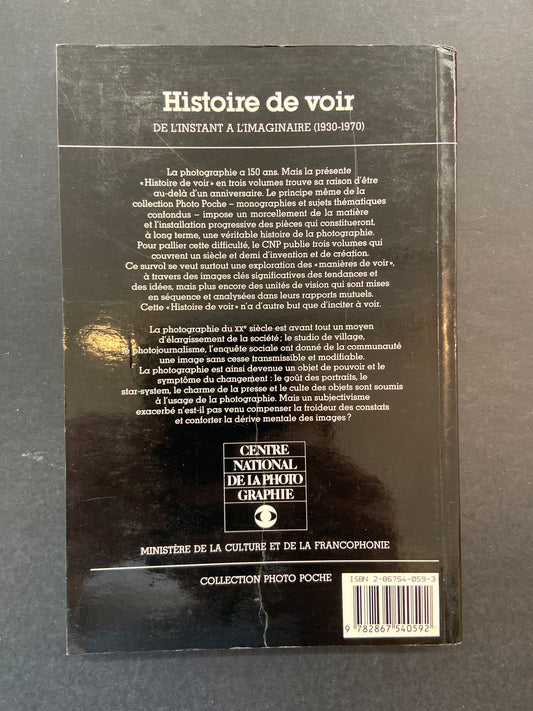 Histoire de voir
DE L'INSTANT A L'IMAGINAIRE (1930-1970)
La photographie a 150 ans. Mais la présente
« Histoire de voir » en trois volumes trouve sa raison d'être
au-delà d'un anniversaire. Le principe même de la
collection Photo Poche – monographies et sujets thématiques
confondus – impose un morcellement de la matière
et l'installation progressive des pièces qui constitueront,
à long terme, une véritable histoire de la photographie.
Pour pallier cette difficulté, le CNP publie trois volumes qui
couvrent un siècle et demi d'invention et de création.
Ce survol se veut surtout une exploration des « manières de voir »,
à travers des images clés significatives des tendances et
des idées, mais plus encore des unités de vision qui sont mises
en séquence et analysées dans leurs rapports mutuels.
Cette « Histoire de voir » n'a d'autre but que d'inciter à voir.
La photographie du XXe siècle est avant tout un moyen
d'élargissement de la société ; le studio de village,
le photojournalisme, l'enquête sociale ont donné de la communauté
une image sans cesse transmissible et modifiable.
La photographie est ainsi devenue un objet de pouvoir et le
symptôme du changement : le goût des portraits, le
star-system, le charme de la presse et le culte des objets sont soumis
à l'usage de la photographie. Mais un subjectivisme
exacerbé n'est-il pas venu compenser la froideur des constats
et conforter la dérive mentale des images ?
CENTRE
NATIONAL
DE LA PHOTO
GRAPHIE
MINISTÈRE DE LA CULTURE ET DE LA FRANCOPHONIE
COLLECTION PHOTO POCHE
ISBN 2-86754-059-3
9 782867 540592